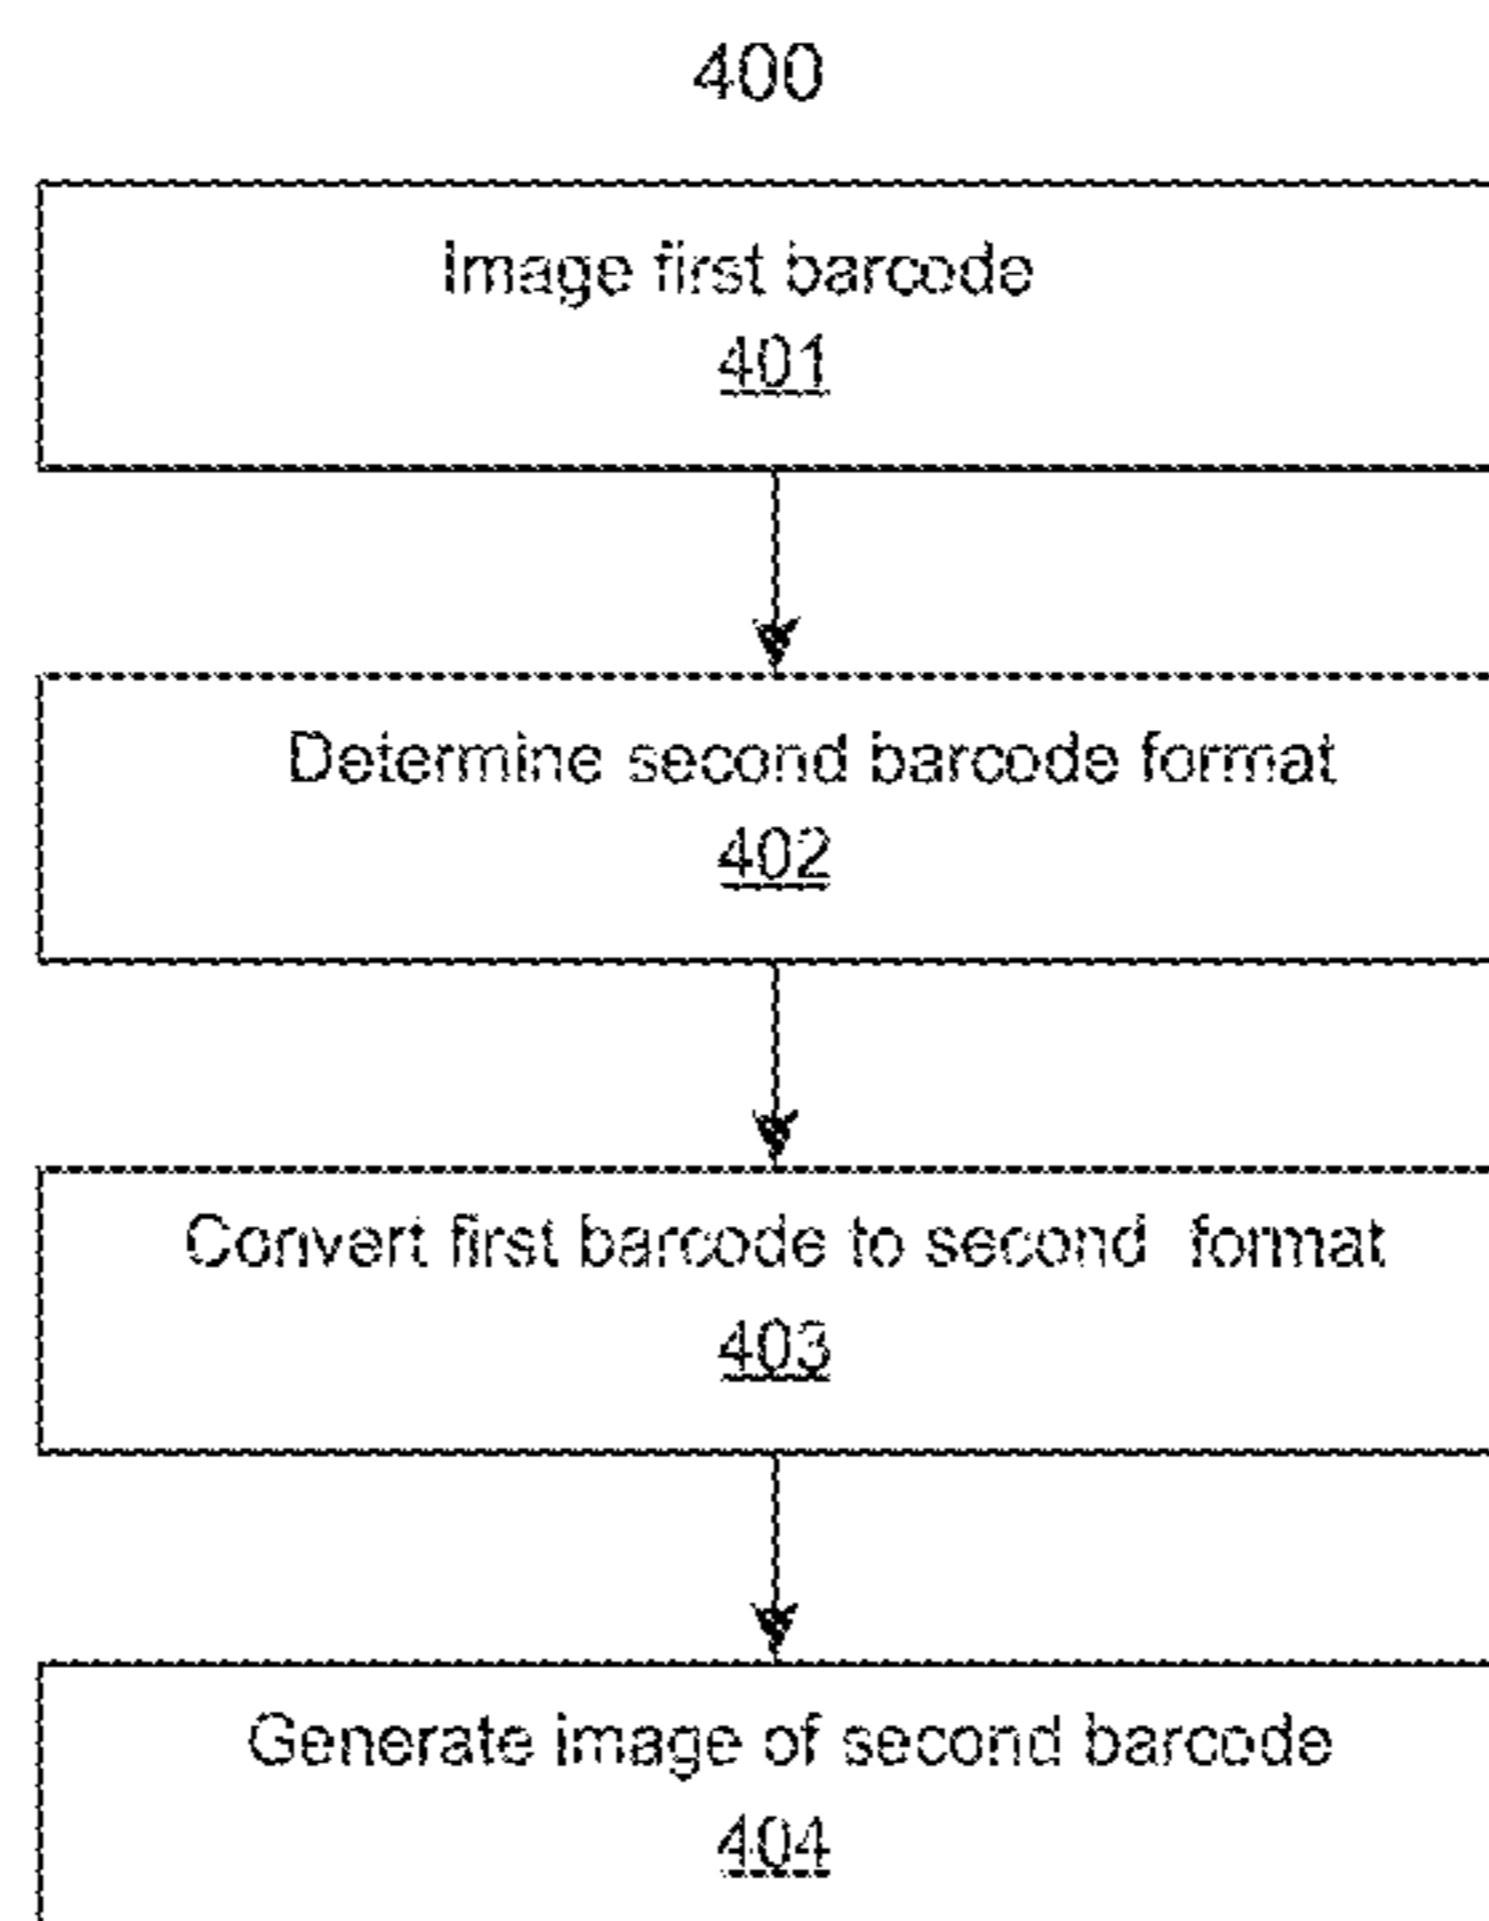 400
Image first barcode
401
Determine second barcode format
402
Convert first barcode to second format
403
Generate image of second barcode
404